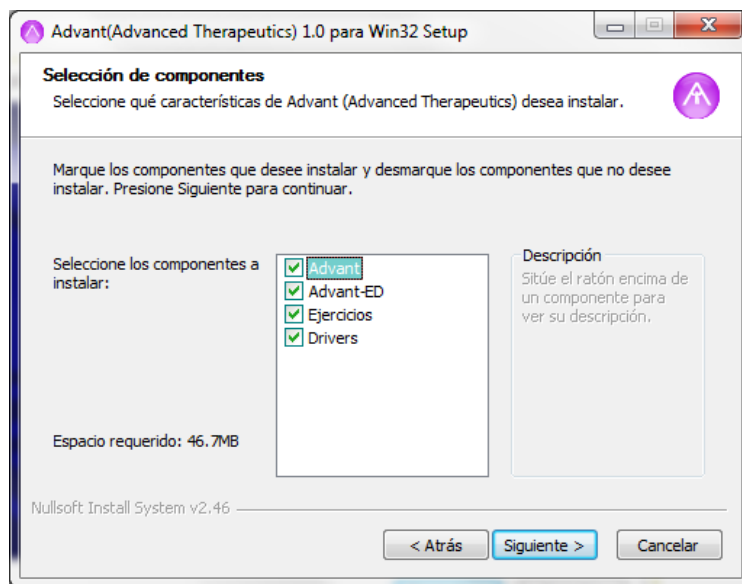 Advant(Advanced Therapeutics) 1.0 para Win32 Setup
Selección de componentes
Seleccione qué características de Advant (Advanced Therapeutics) desea instalar.
Marque los componentes que desee instalar y desmarque los componentes que no desee
instalar. Presione Siguiente para continuar.
Seleccione los componentes a
instalar:
Advant
Advant-ED
Ejercicios
Drivers
Descripción
Sitúe el ratón encima de
un componente para
ver su descripción.
Espacio requerido: 46.7MB
Nullsoft Install System v2.46
< Atrás
Siguiente >
Cancelar